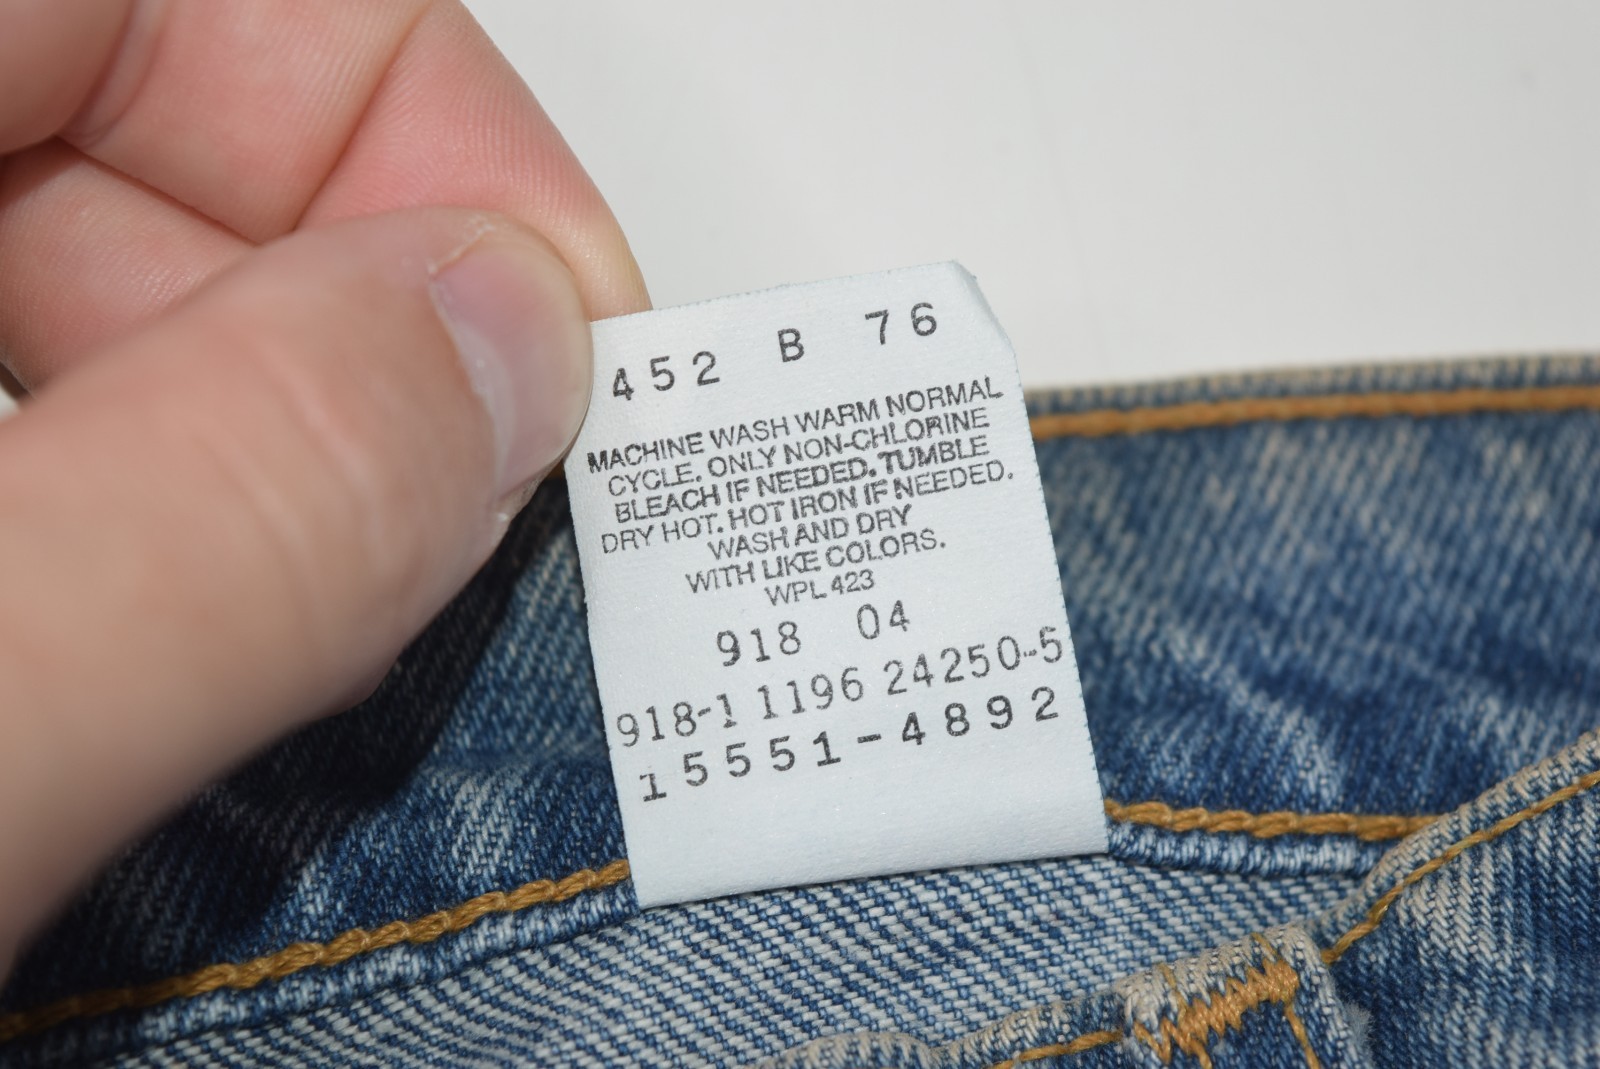 452 B 76
MACHINE WASH WARM NORMAL
CYCLE. ONLY NON-CHLORINE
BLEACH IF NEEDED. TUMBLE
DRY HOT. HOT IRON IF NEEDED.
WASH AND DRY
WITH LIKE COLORS.
WPL 423
918 04
918-1 1196 24250-5
15551-4892